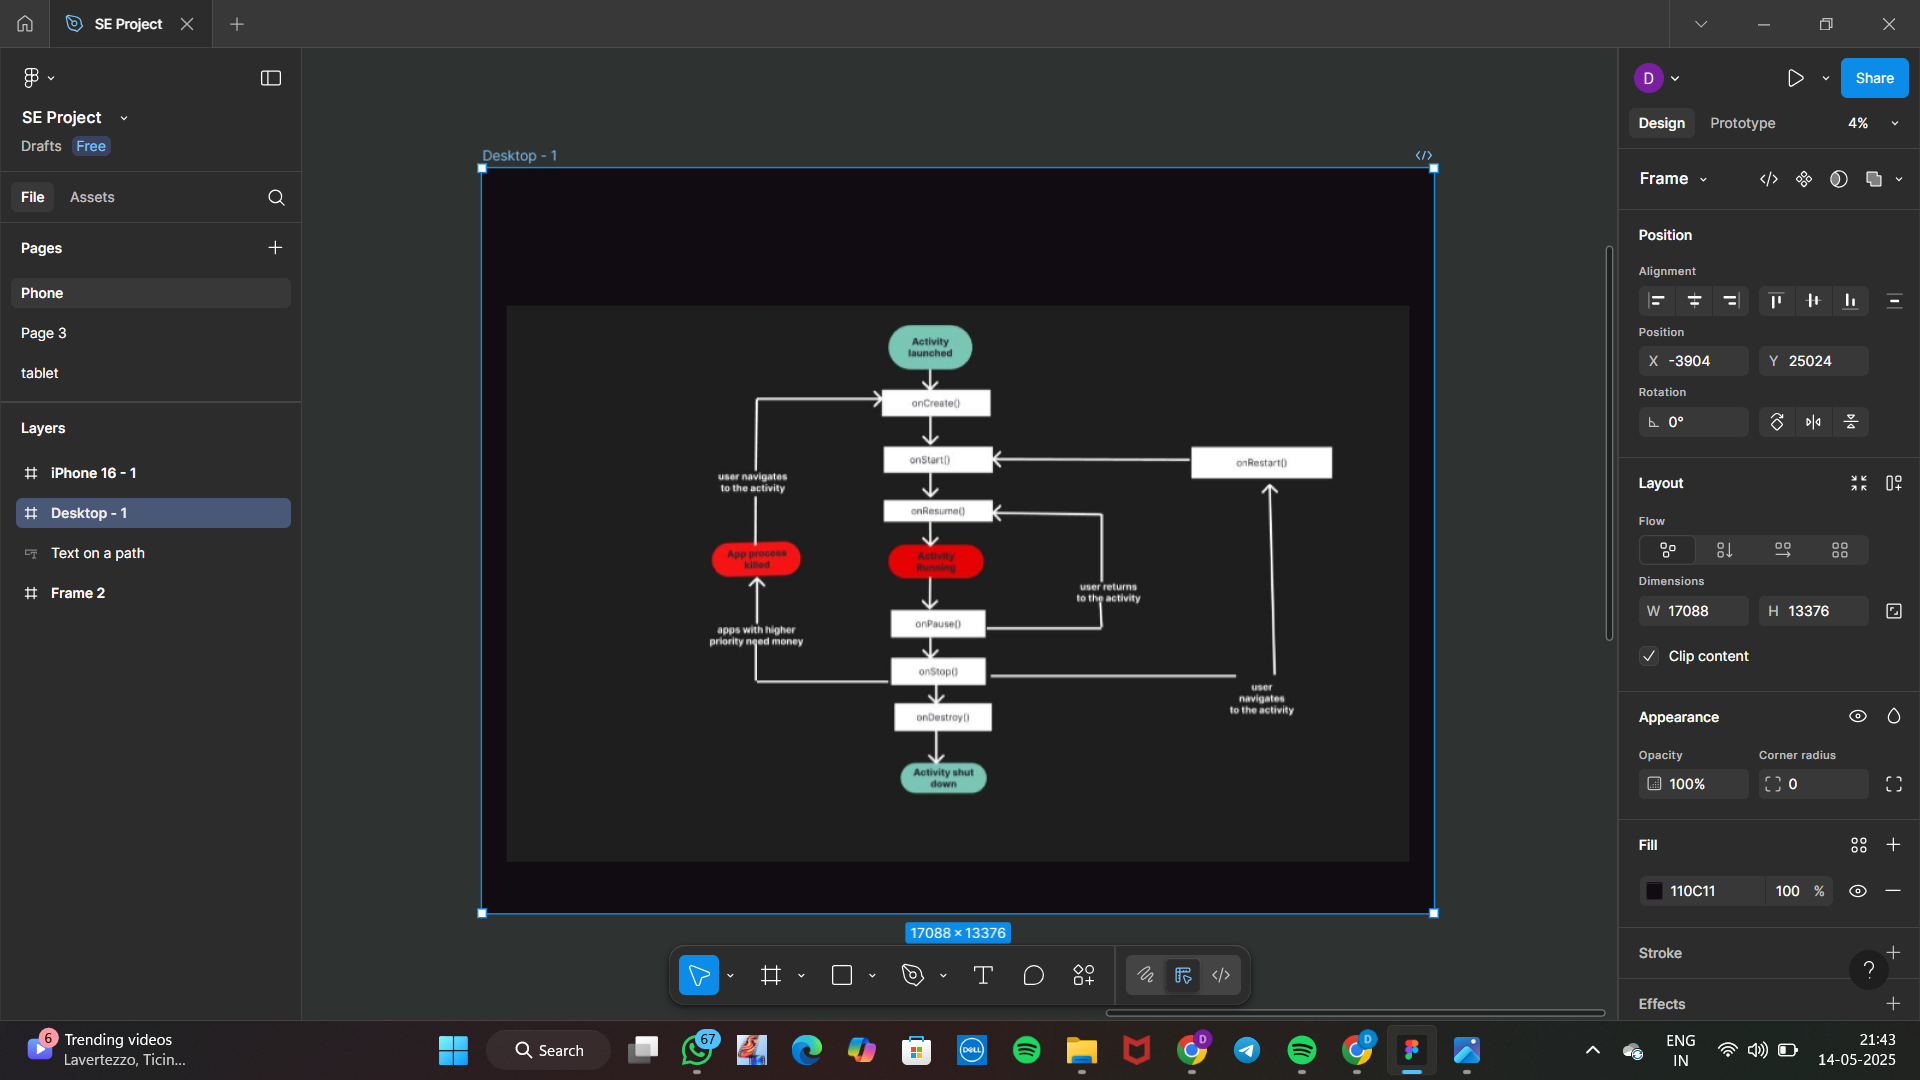 SE Project
SE Project
Drafts Free
File Assets
Pages
Phone
Page 3
tablet
Layers
iPhone 16 - 1
Desktop - 1
Text on a path
Frame 2
Desktop - 1
</>
Activity
launched
onCreate()
onStart()
onRestart()
user navigates
to the activity
onResume()
App process
killed
Activity
Running
user returns
to the activity
onPause()
apps with higher
priority need money
onStop()
user
navigates
to the activity
onDestroy()
Activity shut
down
17088 × 13376
D
Share
Design Prototype 4%
Frame
Position
Alignment
Position
X -3904 Y 25024
Rotation
0°
Layout
Flow
Dimensions
W 17088 H 13376
Clip content
Appearance
Opacity Corner radius
100% 0
Fill
110C11 100 %
Stroke
?
Effects
6
Trending videos
Lavertezzo, Ticin...
Search
67
DELL
D
D
ENG
IN
21:43
14-05-2025